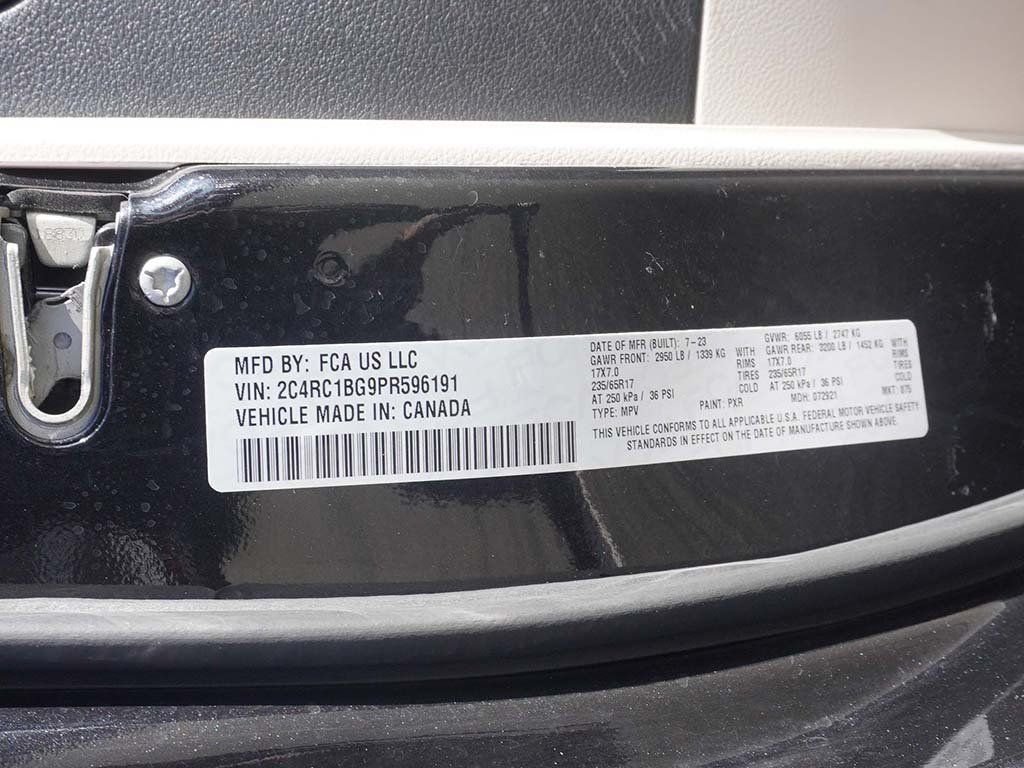 MFD BY: FCA US LLC
VIN: 2C4RC1BG9PR596191
VEHICLE MADE IN: CANADA
DATE OF MFR (BUILT): 7-23 GVWR: 6055 LB / 2747 KG
GAWR FRONT: 2950 LB / 1339 KG WITH GAWR REAR: 3200 LB / 1452 KG WITH
17X7.0 RIMS 17X7.0 RIMS
235/65R17 TIRES 235/65R17 TIRES
AT 250 kPa / 36 PSI COLD AT 250 kPa / 36 PSI COLD
TYPE: MPV PAINT: PXR MDH: 072921 MKT:
THIS VEHICLE CONFORMS TO ALL APPLICABLE U.S.A. FEDERAL MOTOR VEHICLE SAFETY
STANDARDS IN EFFECT ON THE DATE OF MANUFACTURE SHOWN ABOVE.